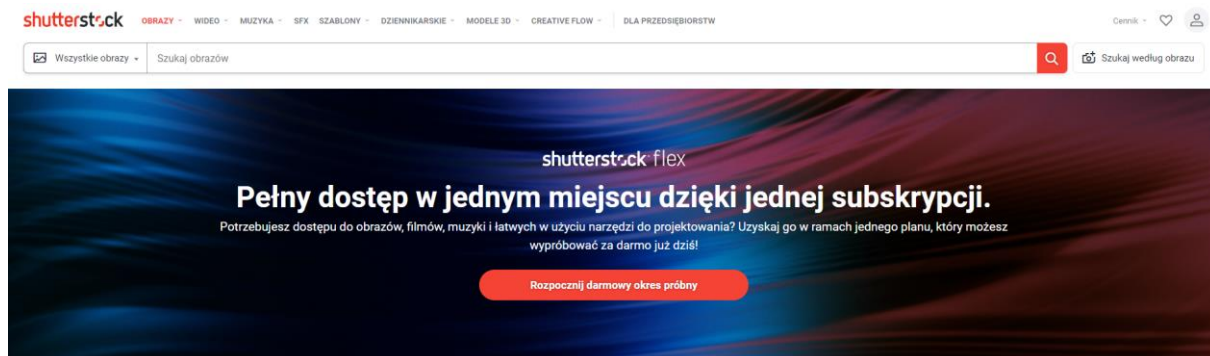 shutterstock OBRAZY WIDEO MUZYKA SFX SZABLONY DZIENNIKARSKIE MODELE 3D CREATIVE FLOW DLA PRZEDSIĘBIORSTW Cennik
Wszystkie obrazy Szukaj obrazów Szukaj według obrazu
shutterstock flex
Pełny dostęp w jednym miejscu dzięki jednej subskrypcji.
Potrzebujesz dostępu do obrazów, filmów, muzyki i łatwych w użyciu narzędzi do projektowania? Uzyskaj go w ramach jednego planu, który możesz
wypróbować za darmo już dziś!
Rozpocznij darmowy okres próbny